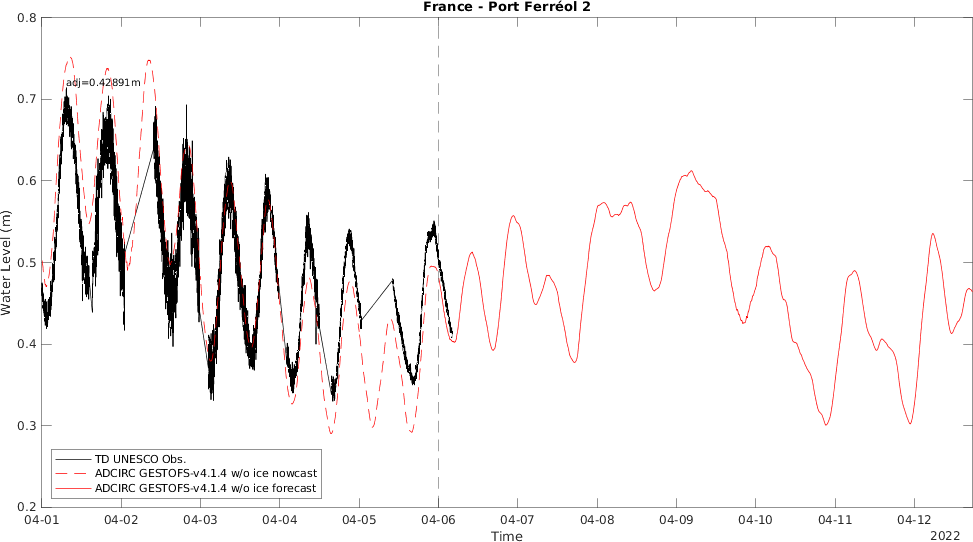 France - Port Ferréol 2
0.8
0.7
0.6
0.5
0.4
0.3
0.2
Water Level (m)
adj=0.42891m
TD UNESCO Obs.
ADCIRC GESTOFS-v4.1.4 w/o ice nowcast
ADCIRC GESTOFS-v4.1.4 w/o ice forecast
04-01 04-02 04-03 04-04 04-05 04-06 04-07 04-08 04-09 04-10 04-11 04-12
2022
Time